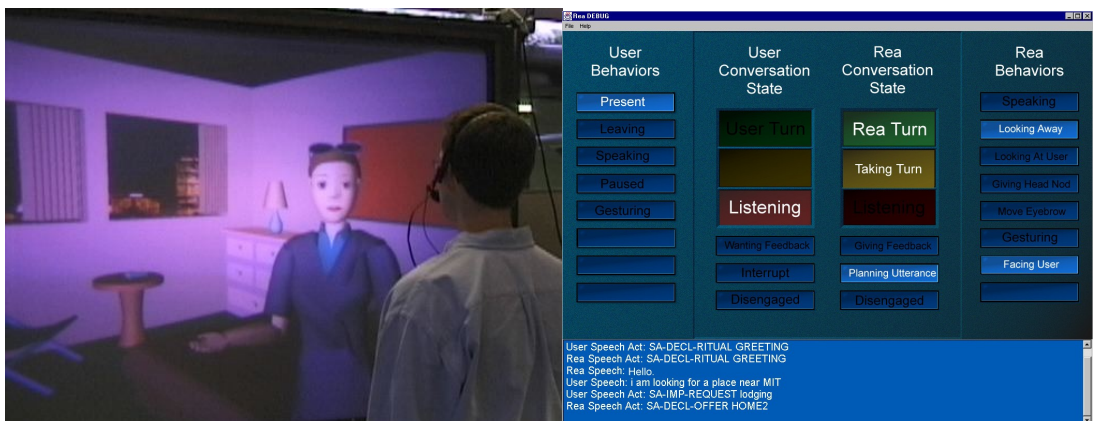 Rea DEBUG
File Help
User Behaviors
Present
Leaving
Speaking
Paused
Gesturing
User Conversation State
User Turn
Listening
Wanting Feedback
Interrupt
Disengaged
Rea Conversation State
Rea Turn
Taking Turn
Listening
Giving Feedback
Planning Utterance
Disengaged
Rea Behaviors
Speaking
Looking Away
Looking At User
Giving Head Nod
Move Eyebrow
Gesturing
Facing User
User Speech Act: SA-DECL-RITUAL GREETING
Rea Speech Act: SA-DECL-RITUAL GREETING
Rea Speech: Hello.
User Speech: i am looking for a place near MIT
User Speech Act: SA-IMP-REQUEST lodging
Rea Speech Act: SA-DECL-OFFER HOME2